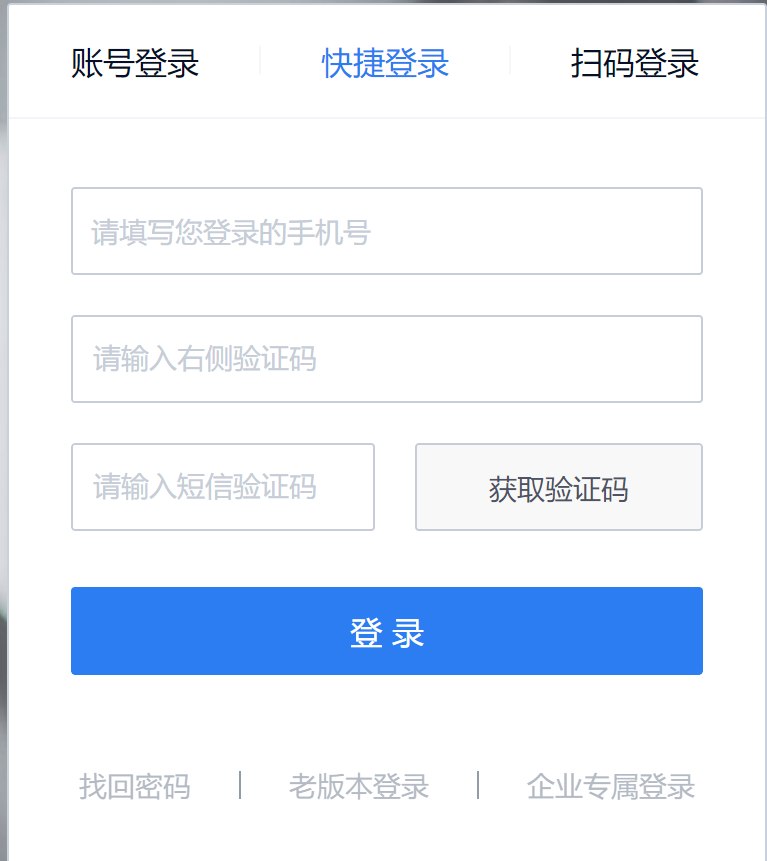 账号登录 快捷登录 扫码登录
请填写您登录的手机号
请输入右侧验证码
请输入短信验证码 获取验证码
登 录
找回密码 老版本登录 企业专属登录